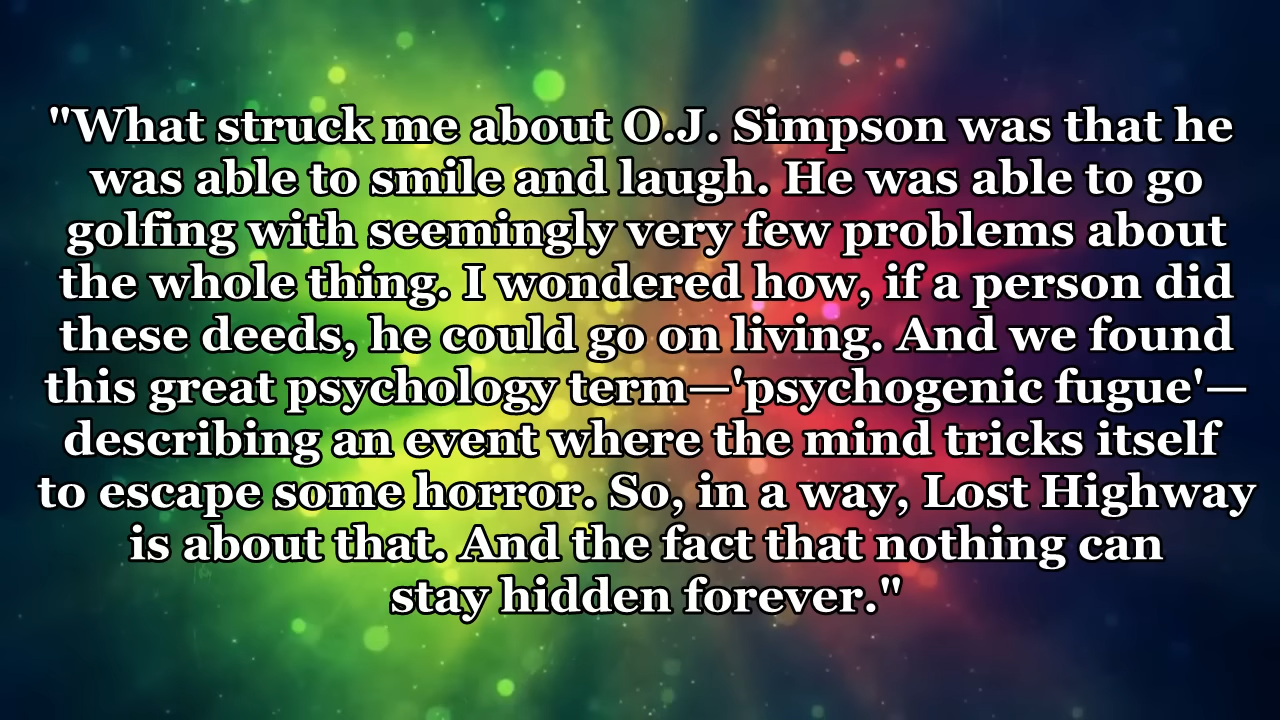 "What struck me about O.J. Simpson was that he
was able to smile and laugh. He was able to go
golfing with seemingly very few problems about
the whole thing. I wondered how, if a person did
these deeds, he could go on living. And we found
this great psychology term—'psychogenic fugue'—
describing an event where the mind tricks itself
to escape some horror. So, in a way, Lost Highway
is about that. And the fact that nothing can
stay hidden forever."